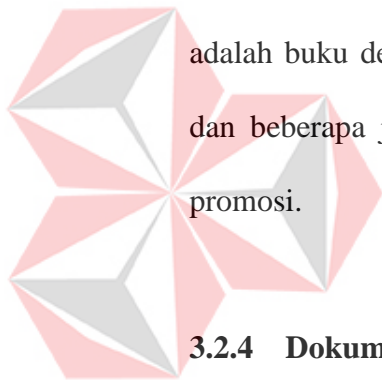 adalah buku de
dan beberapa
promosi.
3.2.4 Dokum